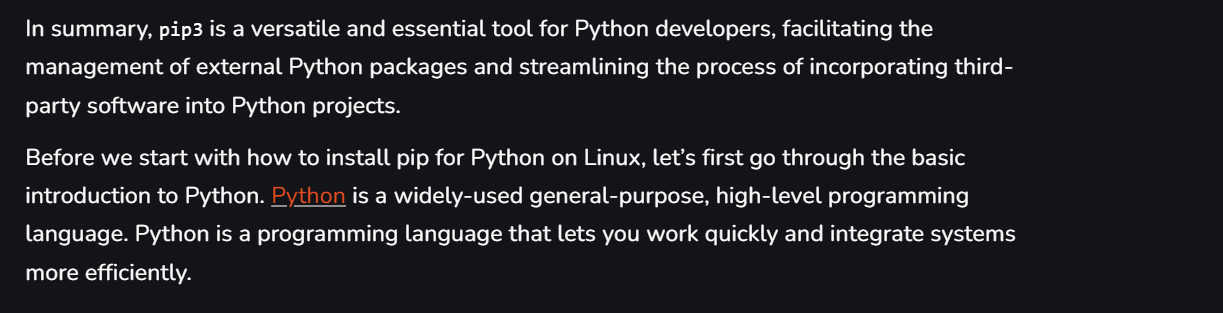 In summary, pip3 is a versatile and essential tool for Python developers, facilitating the
management of external Python packages and streamlining the process of incorporating third-
party software into Python projects.
Before we start with how to install pip for Python on Linux, let’s first go through the basic
introduction to Python. Python is a widely-used general-purpose, high-level programming
language. Python is a programming language that lets you work quickly and integrate systems
more efficiently.